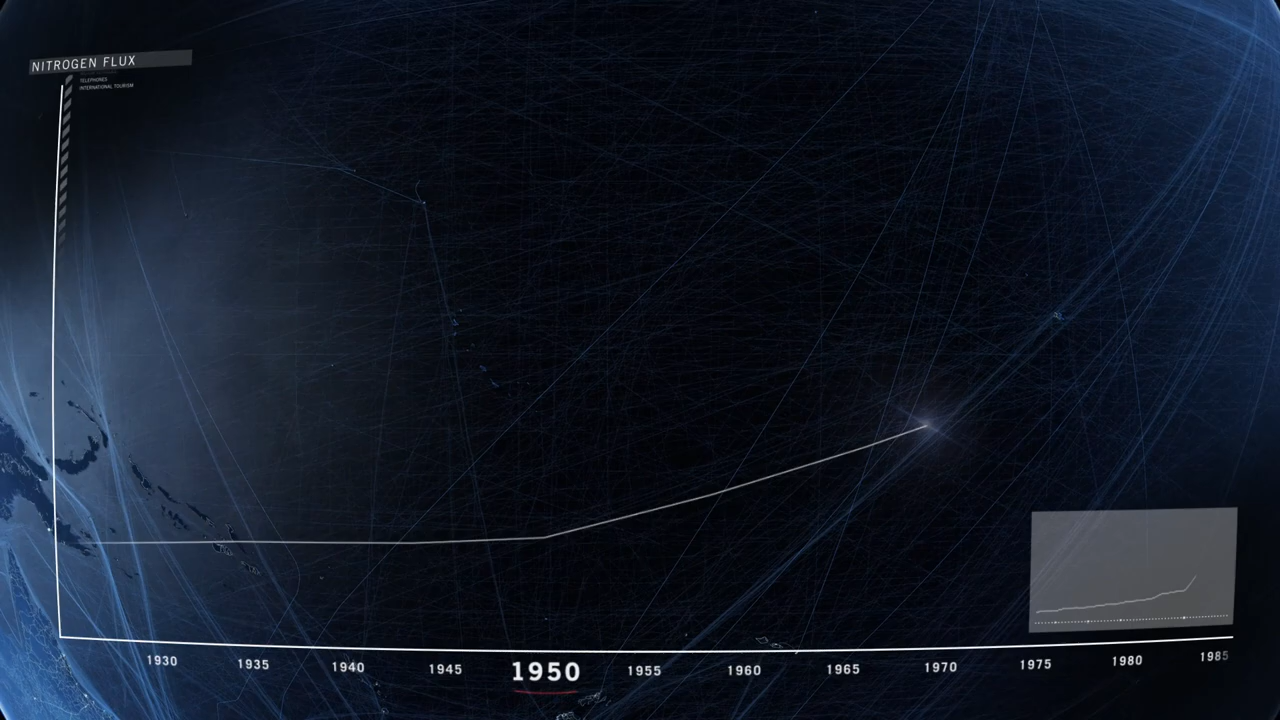 NITROGEN FLUX
TELEPHONES
INTERNATIONAL TOURISM
1930 1935 1940 1945 1950 1955 1960 1965 1970 1975 1980 1985